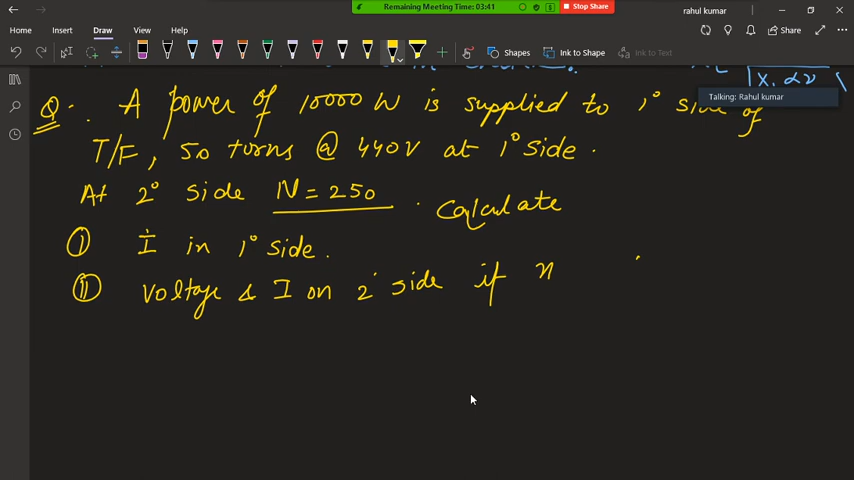 Remaining Meeting Time: 03:41
Stop Share
rahul kumar
Home Insert Draw View Help
Share
Shapes
Ink to Shape
Ink to Text
Talking: Rahul kumar
Q. A power of 10000 W is supplied to 1° side of
T/F, 50 turns @ 440V at 1° side.
At 2° side N = 250 . Calculate
I I in 1° side.
II voltage & I on 2° side if n